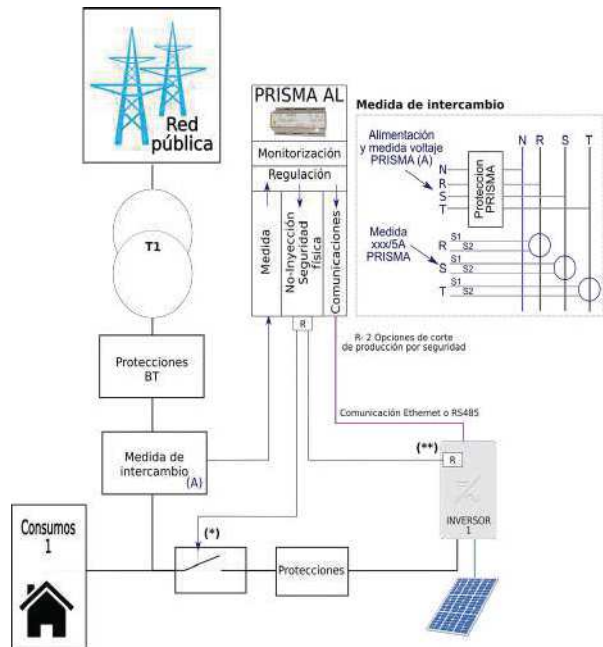 Red
pública
T1
Protecciones
BT
Medida de
intercambio
(A)
Consumos
1
(*)
Protecciones
PRISMA AL
Monitorización
Regulación
Medida
No-Inyección
Seguridad
física
Comunicaciones
R
R- 2 Opciones de corte
de producción por seguridad
Comunicación Ethernet o RS485
(**)
R
INVERSOR
1
Medida de intercambio
Alimentación
y medida voltaje
PRISMA (A)
N R S T
N
R
S
T
Proteccion
PRISMA
Medida
xxx/5A
PRISMA
R S1
S2
S S1
S2
T S1
S2